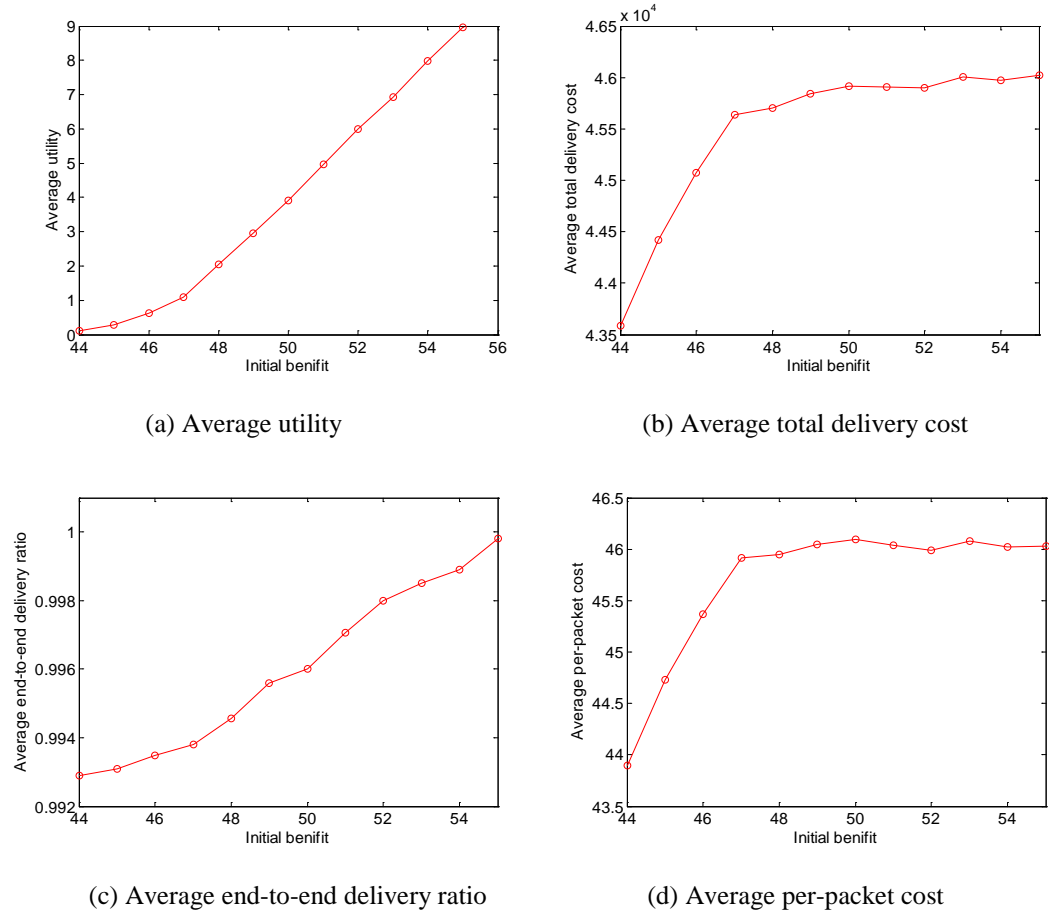 9
8
7
6
5
4
3
2
1
0
44 46 48 50 52 54 56
Average utility
Initial benifit
(a) Average utility
x 10^4
4.65
4.6
4.55
4.5
4.45
4.4
4.35
44 46 48 50 52 54
Average total delivery cost
Initial benifit
(b) Average total delivery cost
1
0.998
0.996
0.994
0.992
44 46 48 50 52 54
Average end-to-end delivery ratio
Initial benifit
(c) Average end-to-end delivery ratio
46.5
46
45.5
45
44.5
44
43.5
44 46 48 50 52 54
Average per-packet cost
Initial benifit
(d) Average per-packet cost